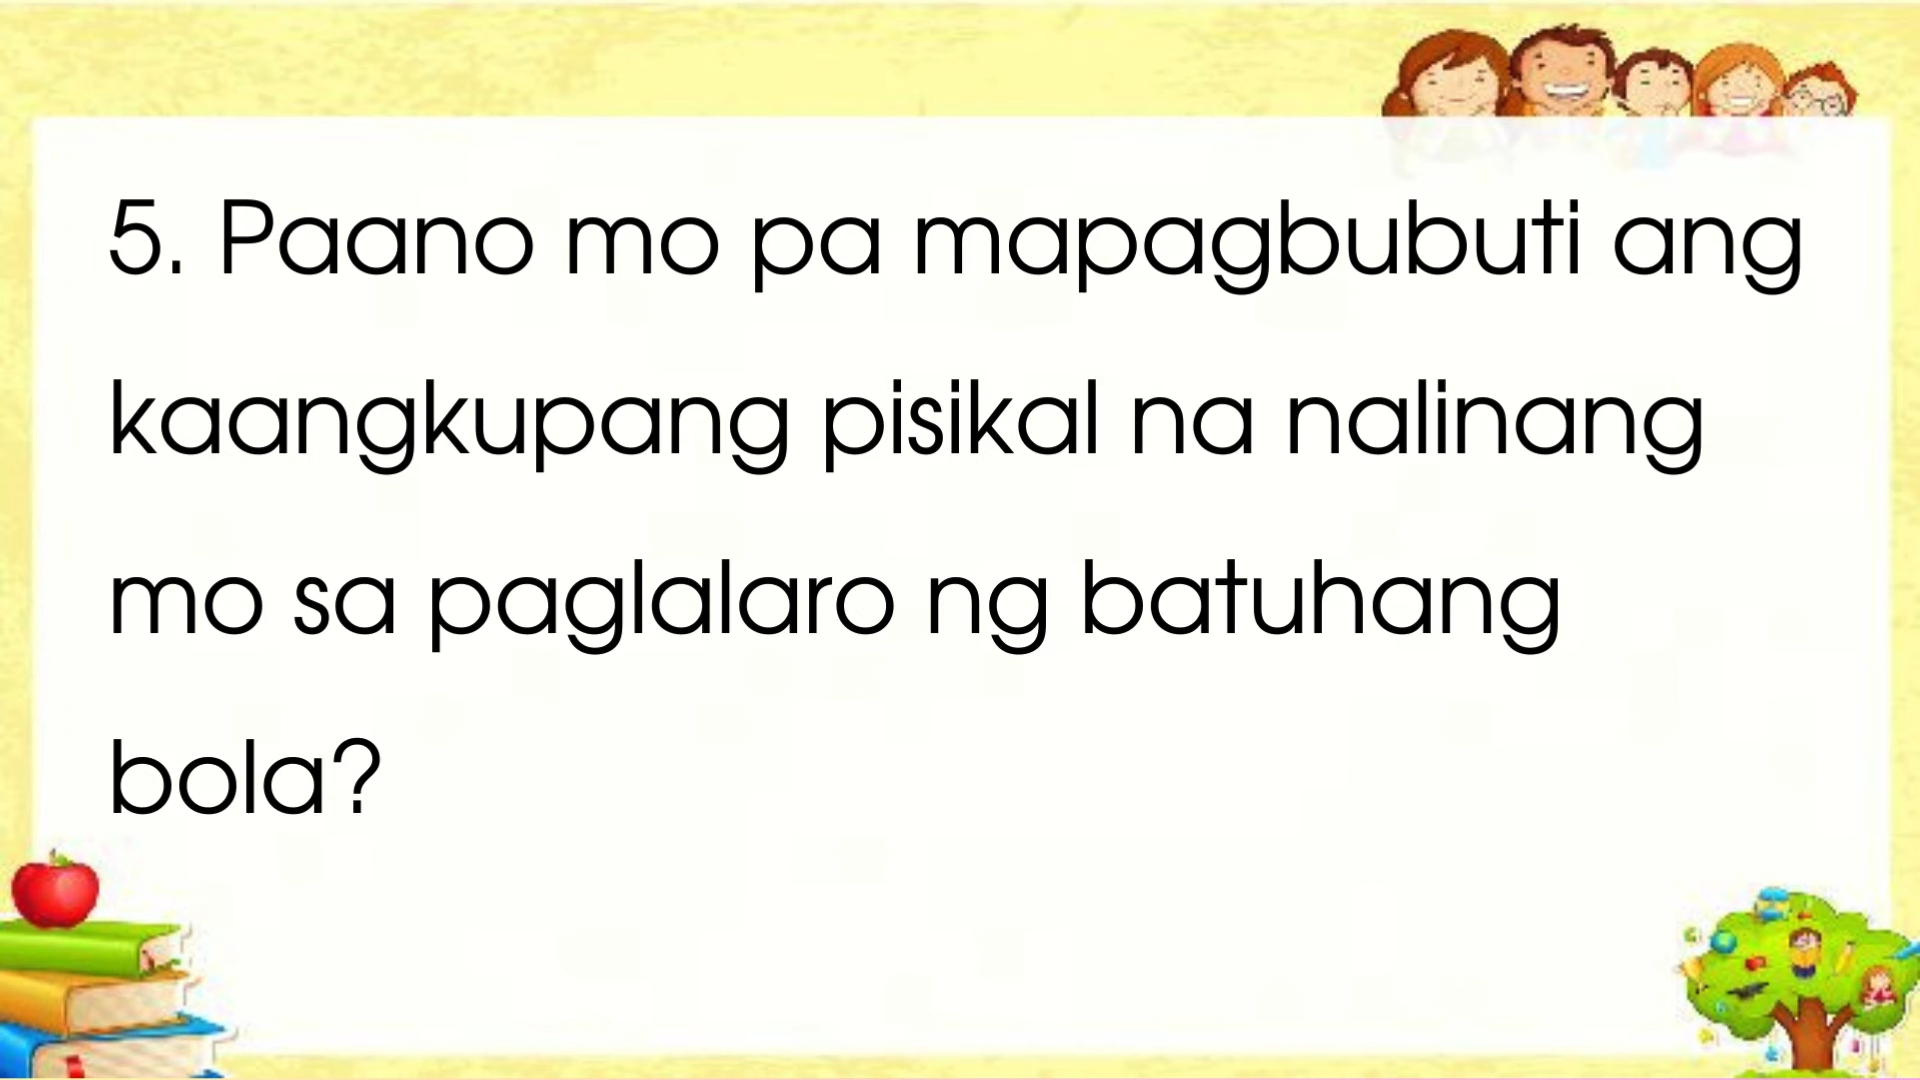 5. Paano mo pa mapagbubuti ang
kaangkupang pisikal na nalinang
mo sa paglalaro ng batuhang
bola?